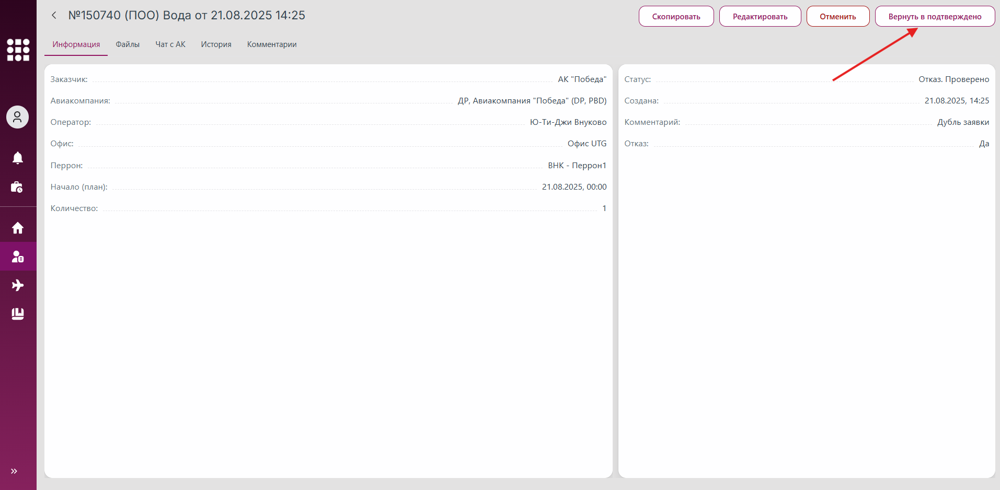 №150740 (ПОО) Вода от 21.08.2025 14:25
Скопировать
Редактировать
Отменить
Вернуть в подтверждено
Информация
Файлы
Чат с АК
История
Комментарии
Заказчик: АК "Победа"
Авиакомпания: ДР, Авиакомпания "Победа" (DP, PBD)
Оператор: Ю-Ти-Джи Внуково
Офис: Офис UTG
Перрон: ВНК - Перрон1
Начало (план): 21.08.2025, 00:00
Количество: 1
Статус: Отказ. Проверено
Создана: 21.08.2025, 14:25
Комментарий: Дубль заявки
Отказ: Да